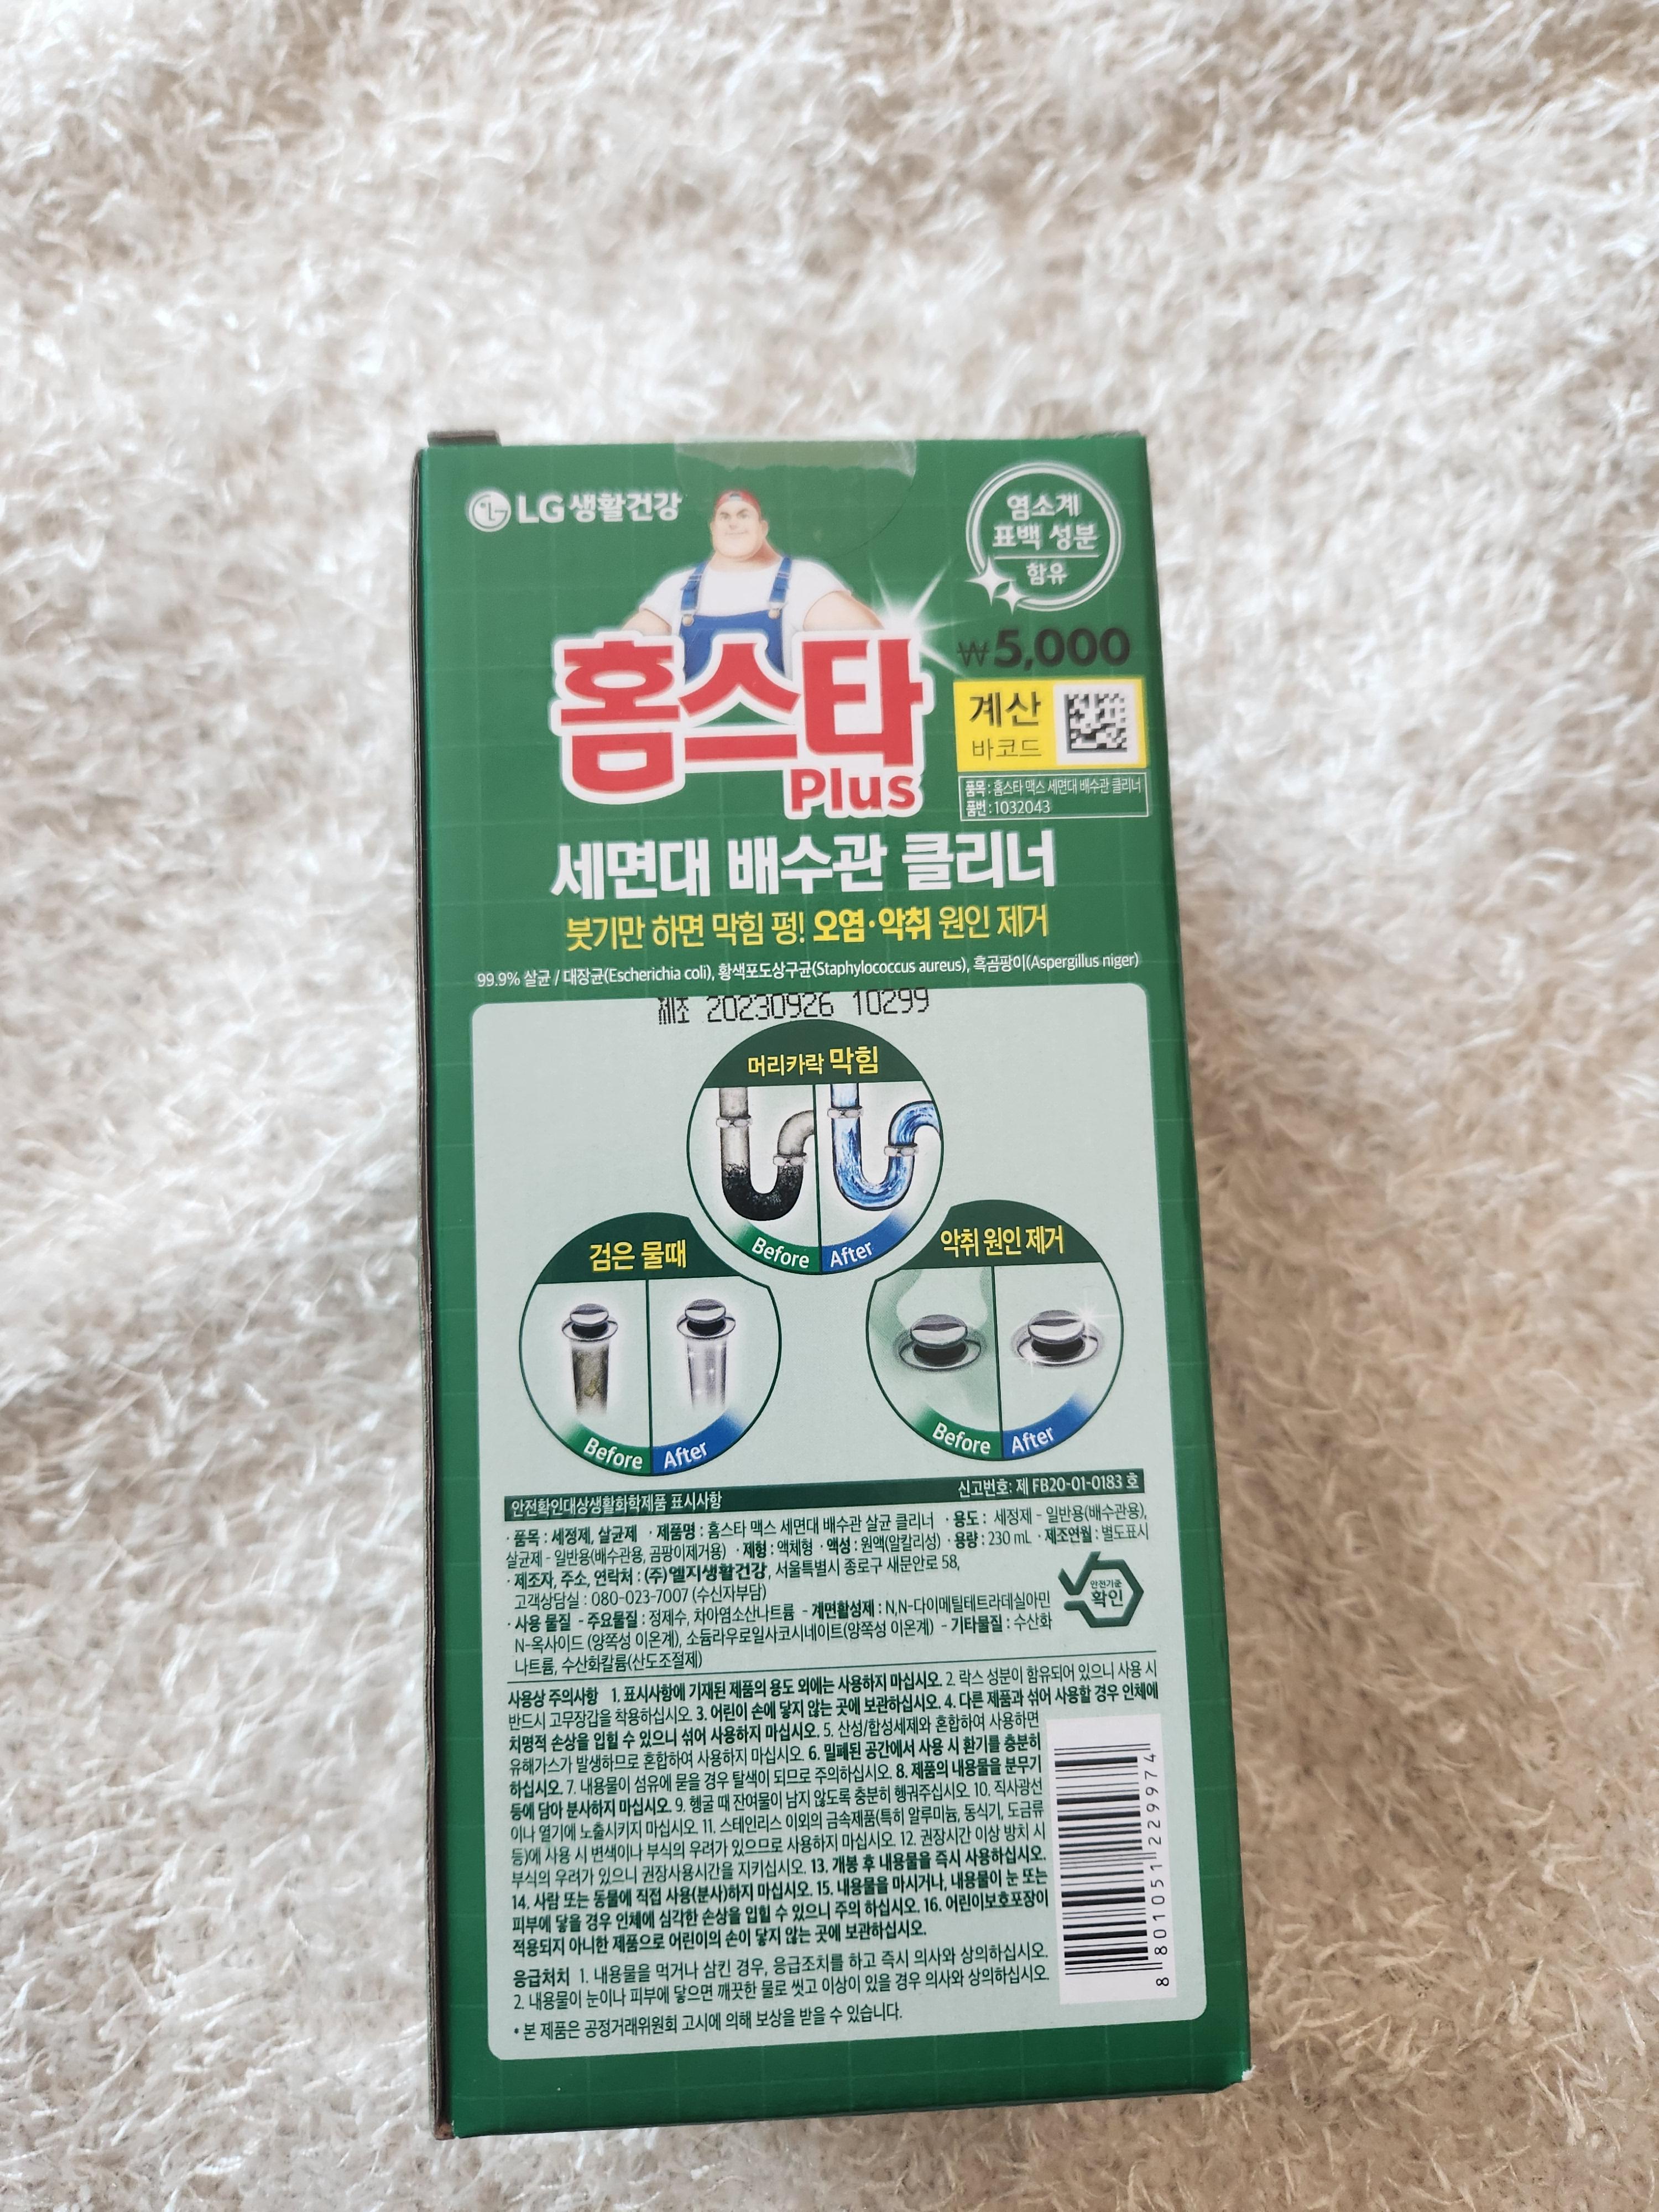 LG생활건강
염소계
표백 성분
함유
홈스타
Plus
₩5,000
계산
바코드
품목 : 홈스타 맥스 세면대 배수관 클리너
품번 : 1032043
세면대 배수관 클리너
붓기만 하면 막힘 펑! 오염·악취 원인 제거
99.9% 살균 / 대장균(Escherichia coli), 황색포도상구균(Staphylococcus aureus), 흑곰팡이(Aspergillus niger)
제조 20230926 10299
머리카락 막힘
Before After
검은 물때
Before After
악취 원인 제거
Before After
안전확인대상생활화학제품 표시사항 신고번호: 제 FB20-01-0183 호
· 품목 : 세정제, 살균제 · 제품명 : 홈스타 맥스 세면대 배수관 살균 클리너 · 용도 : 세정제 - 일반용(배수관용),
살균제 - 일반용(배수관용, 곰팡이제거용) · 제형 : 액체형 · 액성 : 원액(알칼리성) · 용량 : 230 mL · 제조연월 : 별도표시
· 제조자, 주소, 연락처 : (주)엘지생활건강, 서울특별시 종로구 새문안로 58,
고객상담실 : 080-023-7007 (수신자부담)
· 사용 물질 - 주요물질 : 정제수, 차아염소산나트륨 - 계면활성제 : N,N-다이메틸테트라데실아민
N-옥사이드 (양쪽성 이온계), 소듐라우로일사코시네이트(양쪽성 이온계) - 기타물질 : 수산화
나트륨, 수산화칼륨(산도조절제)
안전기준
확인
사용상 주의사항 1. 표시사항에 기재된 제품의 용도 외에는 사용하지 마십시오. 2. 락스 성분이 함유되어 있으니 사용 시
반드시 고무장갑을 착용하십시오. 3. 어린이 손에 닿지 않는 곳에 보관하십시오. 4. 다른 제품과 섞어 사용할 경우 인체에
치명적 손상을 입힐 수 있으니 섞어 사용하지 마십시오. 5. 산성/합성세제와 혼합하여 사용하면
유해가스가 발생하므로 혼합하여 사용하지 마십시오. 6. 밀폐된 공간에서 사용 시 환기를 충분히
하십시오. 7. 내용물이 섬유에 묻을 경우 탈색이 되므로 주의하십시오. 8. 제품의 내용물을 분무기
등에 담아 분사하지 마십시오. 9. 헹굴 때 잔여물이 남지 않도록 충분히 헹궈주십시오. 10. 직사광선
이나 열기에 노출시키지 마십시오. 11. 스테인리스 이외의 금속제품(특히 알루미늄, 동식기, 도금류
등)에 사용 시 변색이나 부식의 우려가 있으므로 사용하지 마십시오. 12. 권장시간 이상 방치 시
부식의 우려가 있으니 권장사용시간을 지키십시오. 13. 개봉 후 내용물을 즉시 사용하십시오.
14. 사람 또는 동물에 직접 사용(분사)하지 마십시오. 15. 내용물을 마시거나, 내용물이 눈 또는
피부에 닿을 경우 인체에 심각한 손상을 입힐 수 있으니 주의 하십시오. 16. 어린이보호포장이
적용되지 아니한 제품으로 어린이의 손이 닿지 않는 곳에 보관하십시오.
응급처치 1. 내용물을 먹거나 삼킨 경우, 응급조치를 하고 즉시 의사와 상의하십시오.
2. 내용물이 눈이나 피부에 닿으면 깨끗한 물로 씻고 이상이 있을 경우 의사와 상의하십시오.
• 본 제품은 공정거래위원회 고시에 의해 보상을 받을 수 있습니다.
8 801051 229974